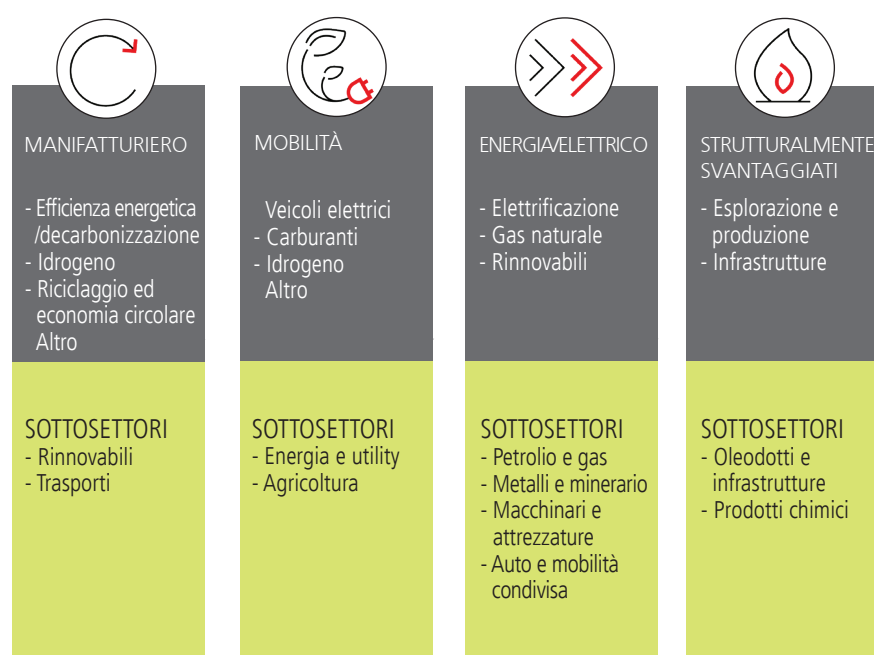 MANIFATTURIERO
- Efficienza energetica
/decarbonizzazione
- Idrogeno
- Riciclaggio ed
economia circolare
Altro
SOTTOSETTORI
- Rinnovabili
- Trasporti
MOBILITÀ
Veicoli elettrici
- Carburanti
- Idrogeno
Altro
SOTTOSETTORI
- Energia e utility
- Agricoltura
ENERGIA/ELETTRICO
- Elettrificazione
- Gas naturale
- Rinnovabili
SOTTOSETTORI
- Petrolio e gas
- Metalli e minerario
- Macchinari e
attrezzature
- Auto e mobilità
condivisa
STRUTTURALMENTE
SVANTAGGIATI
- Esplorazione e
produzione
- Infrastrutture
SOTTOSETTORI
- Oleodotti e
infrastrutture
- Prodotti chimici